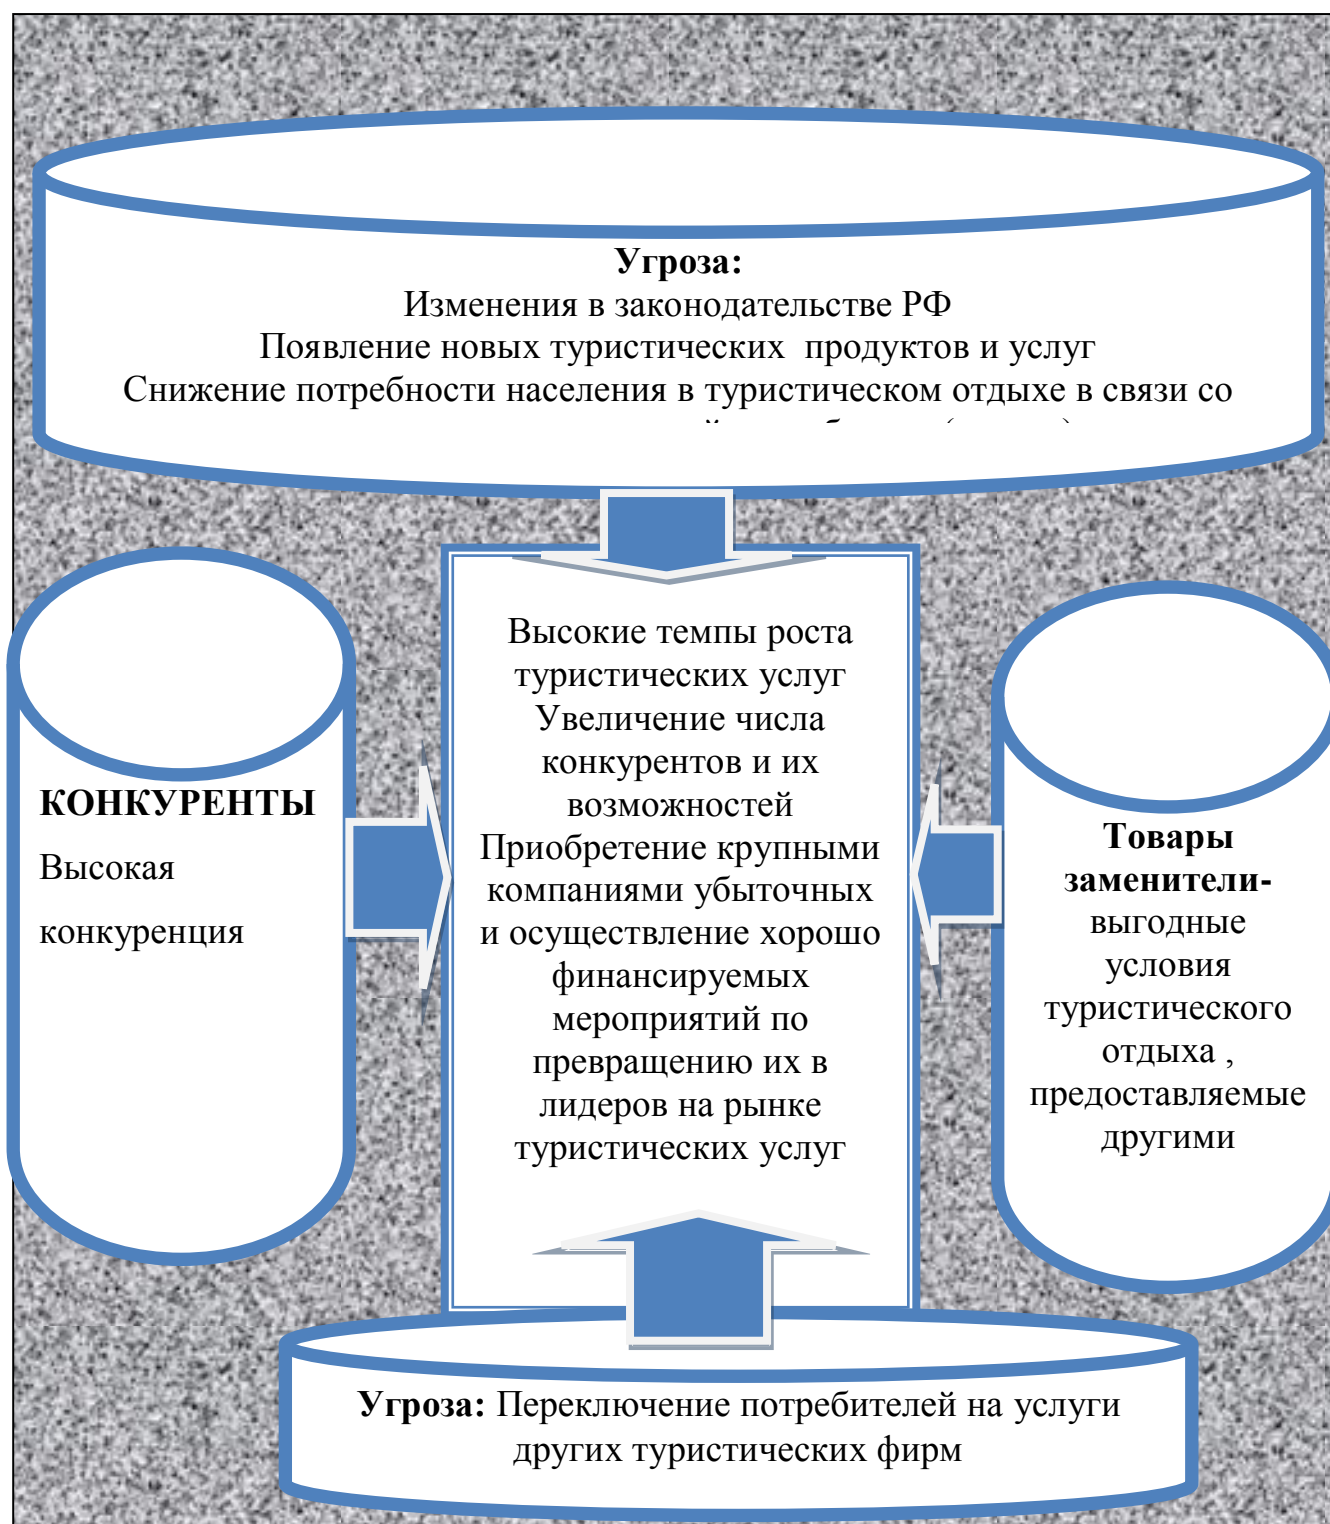 Угроза:
Изменения в законодательстве РФ
Появление новых туристических продуктов и услуг
Снижение потребности населения в туристическом отдыхе в связи со
Высокие темпы роста
туристических услуг
Увеличение числа
конкурентов и их
возможностей
Приобретение крупными
компаниями убыточных
и осуществление хорошо
финансируемых
мероприятий по
превращению их в
лидеров на рынке
туристических услуг
КОНКУРЕНТЫ
Высокая
конкуренция
Товары
заменители-
выгодные
условия
туристического
отдыха ,
предоставляемые
другими
Угроза: Переключение потребителей на услуги
других туристических фирм